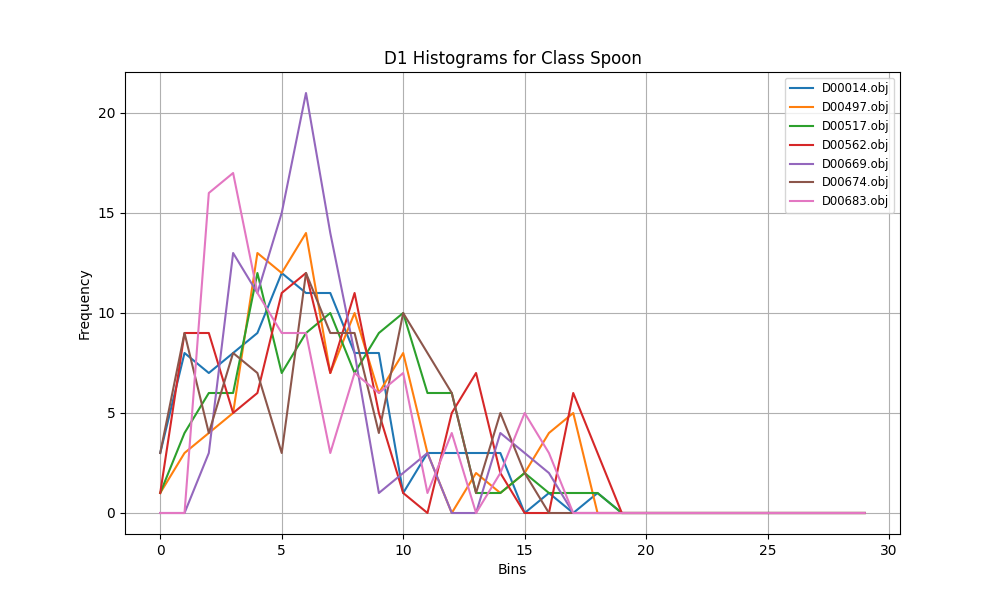 D1 Histograms for Class Spoon
D00014.obj
D00497.obj
D00517.obj
D00562.obj
D00669.obj
D00674.obj
D00683.obj
20
15
10
5
0
Frequency
0 5 10 15 20 25 30
Bins